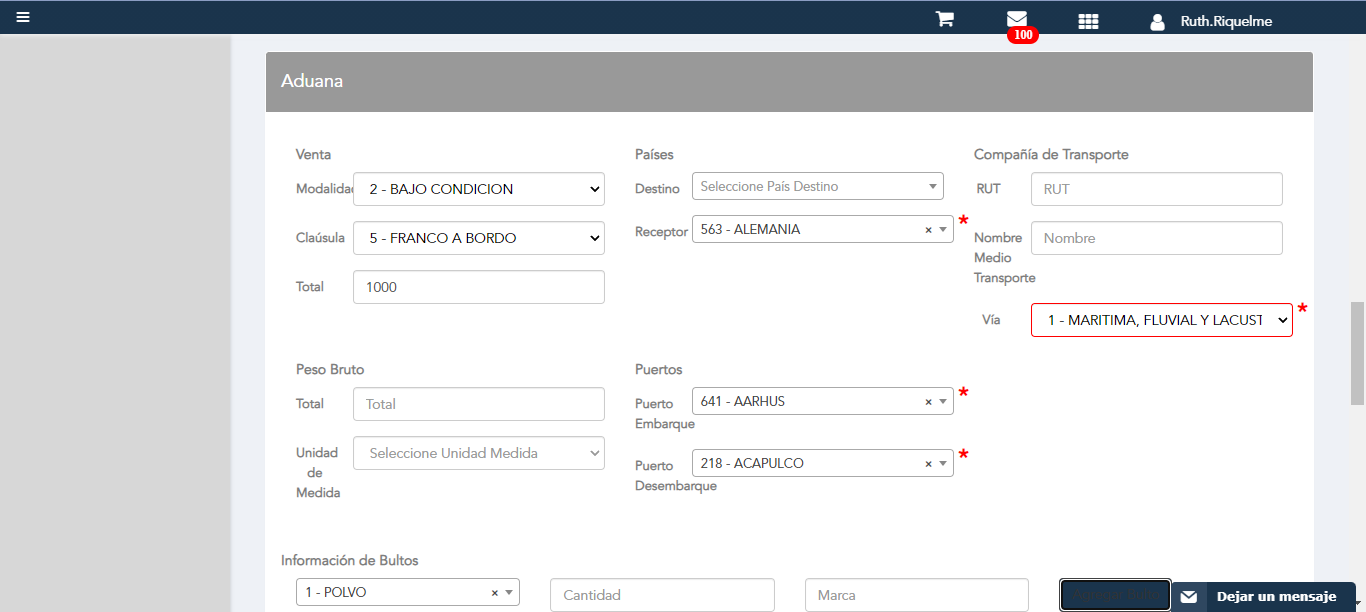 Ruth.Riquelme
100
Aduana
Venta
Modalidad
2 - BAJO CONDICION
Claúsula
5 - FRANCO A BORDO
Total
1000
Países
Destino
Seleccione País Destino
Receptor
563 - ALEMANIA
× *
Compañía de Transporte
RUT
RUT
Nombre
Medio
Transporte
Nombre
Vía
1 - MARITIMA, FLUVIAL Y LACUST
*
Peso Bruto
Total
Total
Unidad
de
Medida
Seleccione Unidad Medida
Puertos
Puerto
Embarque
641 - AARHUS
× *
Puerto
Desembarque
218 - ACAPULCO
× *
Información de Bultos
1 - POLVO
×
Cantidad
Marca
Dejar un mensaje